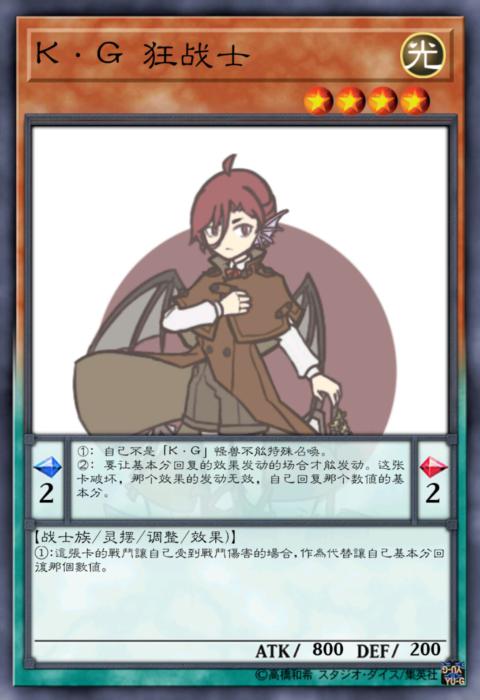 K・G 狂战士
光
①：自己不是「K・G」怪兽不能特殊召唤。
②：要让基本分回复的效果发动的场合才能发动。这张
卡破坏，那个效果的发动无效，自己回复那个数值的基
本分。
2
2
【战士族/灵摆/调整/效果)】
①:這張卡的戰鬥讓自己受到戰鬥傷害的場合,作為代替讓自己基本分回
復那個數值。
ATK/ 800 DEF/ 200
©高橋和希 スタジオ・ダイス/集英社